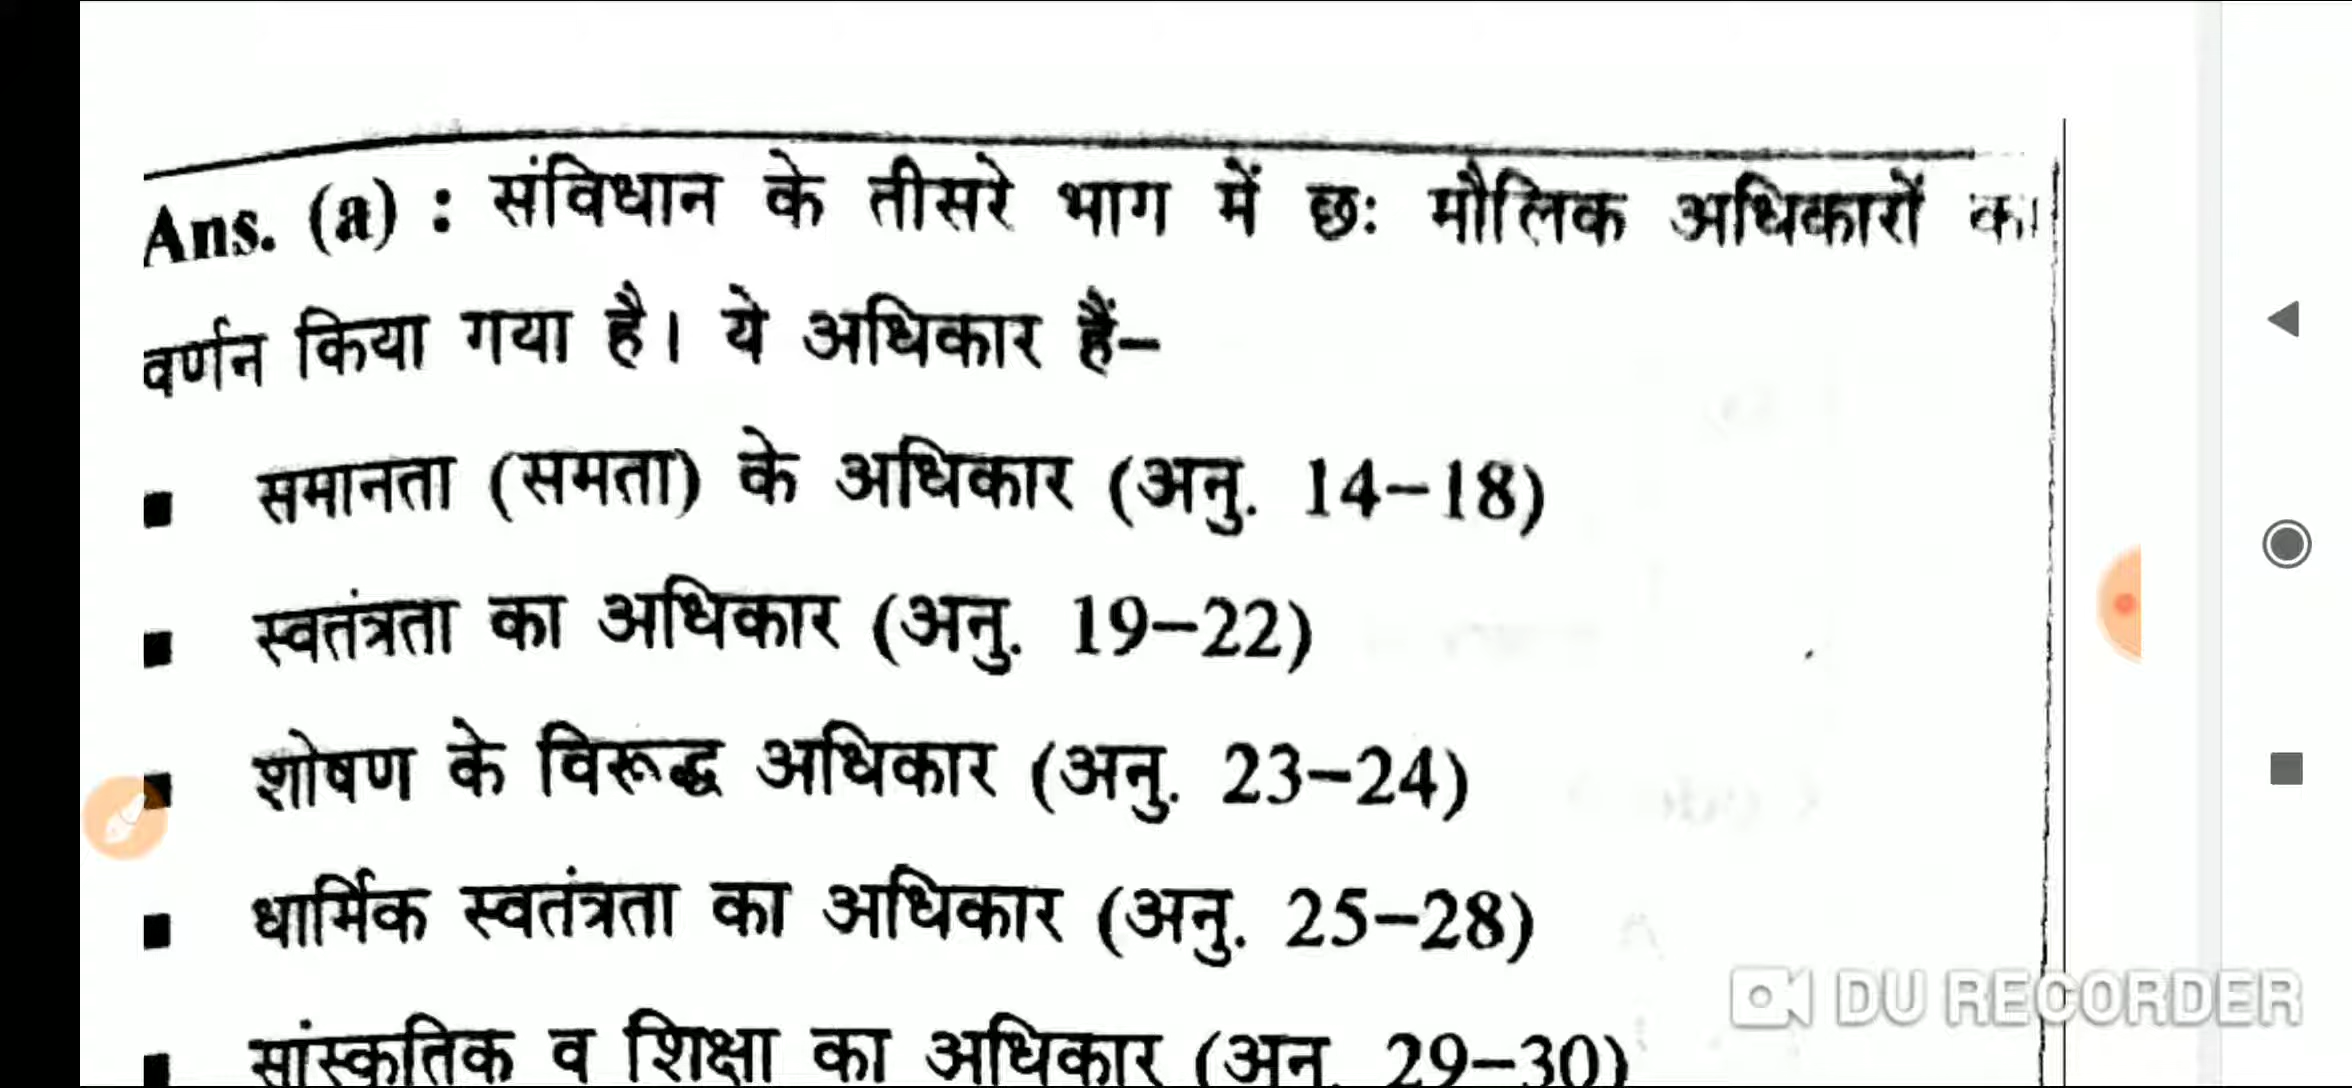 Ans. (a) : संविधान के तीसरे भाग में छः मौलिक अधिकारों का
वर्णन किया गया है। ये अधिकार हैं–
▪ समानता (समता) के अधिकार (अनु. 14–18)
▪ स्वतंत्रता का अधिकार (अनु. 19–22)
▪ शोषण के विरूद्ध अधिकार (अनु. 23–24)
▪ धार्मिक स्वतंत्रता का अधिकार (अनु. 25–28)
▪ सांस्कृतिक व शिक्षा का अधिकार (अनु. 29–30)
DU RECORDER